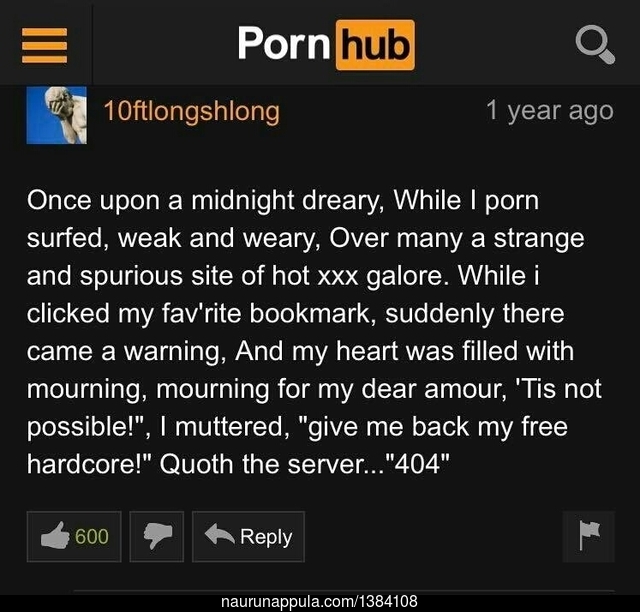 Porn hub
10ftlongshlong 1 year ago
Once upon a midnight dreary, While I porn
surfed, weak and weary, Over many a strange
and spurious site of hot xxx galore. While i
clicked my fav'rite bookmark, suddenly there
came a warning, And my heart was filled with
mourning, mourning for my dear amour, 'Tis not
possible!", I muttered, "give me back my free
hardcore!" Quoth the server..."404"
600 Reply
naurunappula.com/1384108